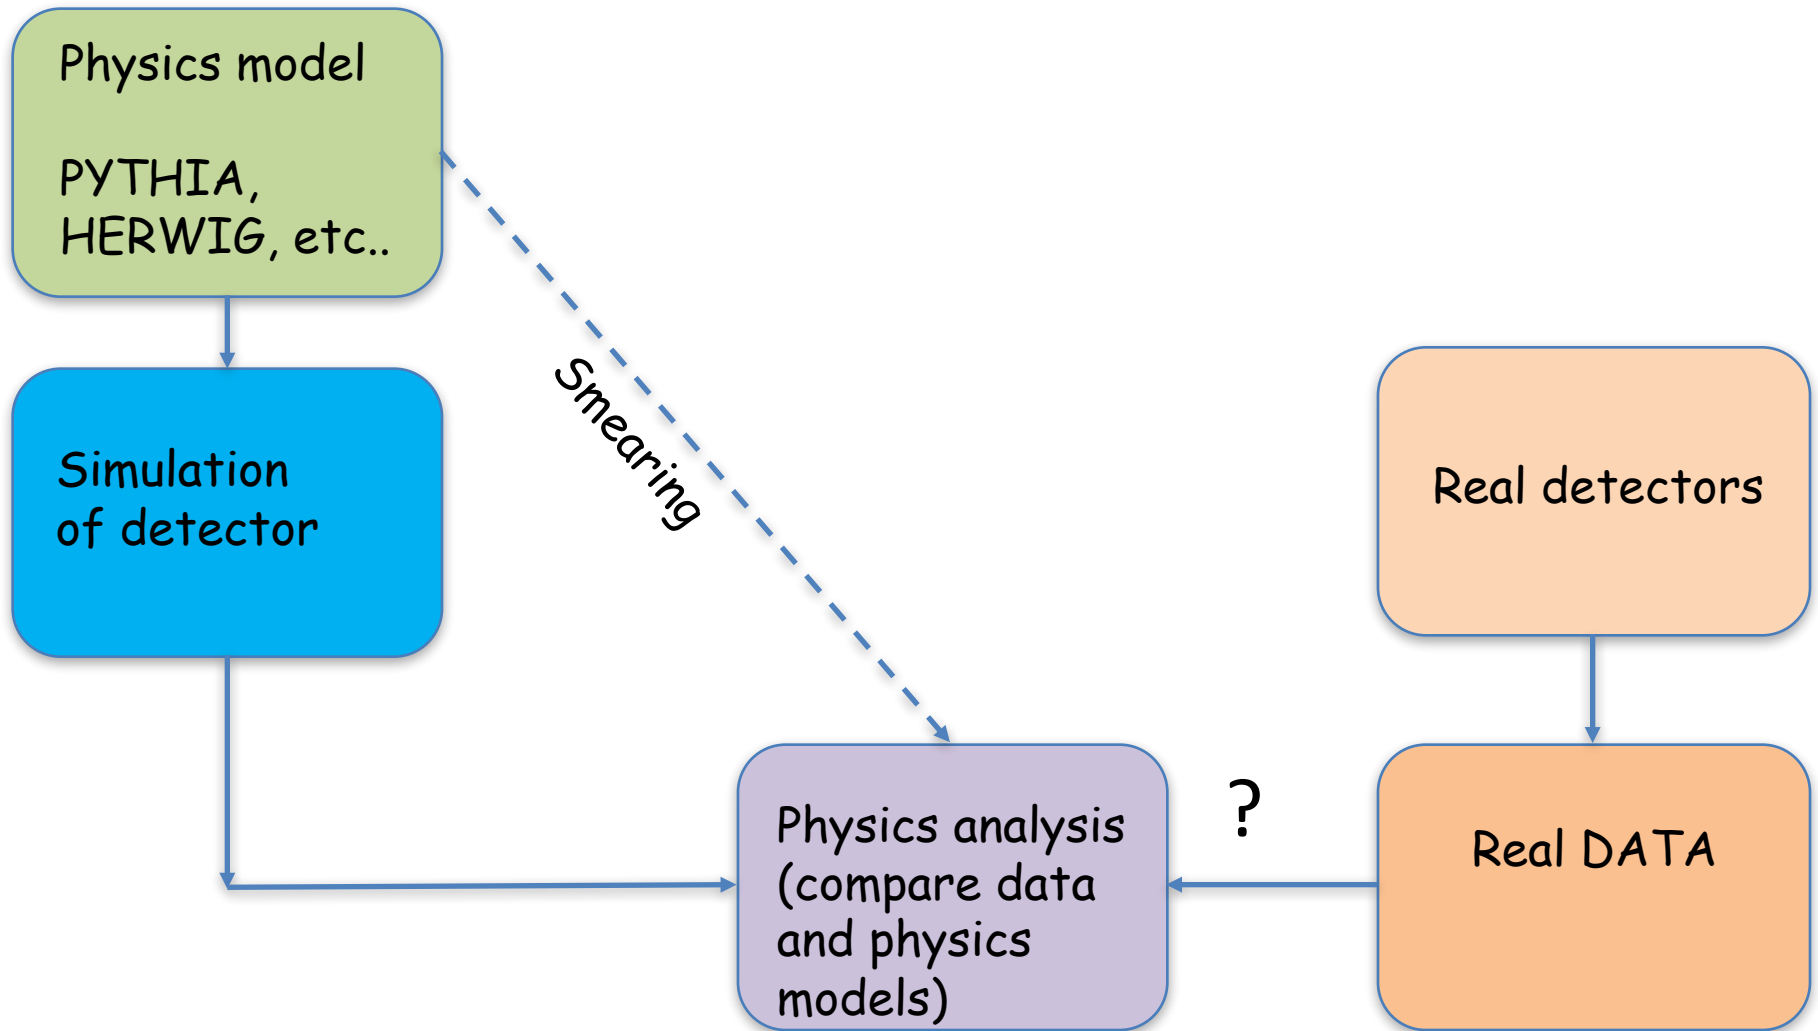 Physics model
PYTHIA,
HERWIG, etc..
Smearing
Simulation
of detector
Real detectors
?
Physics analysis
(compare data
and physics
models)
Real DATA